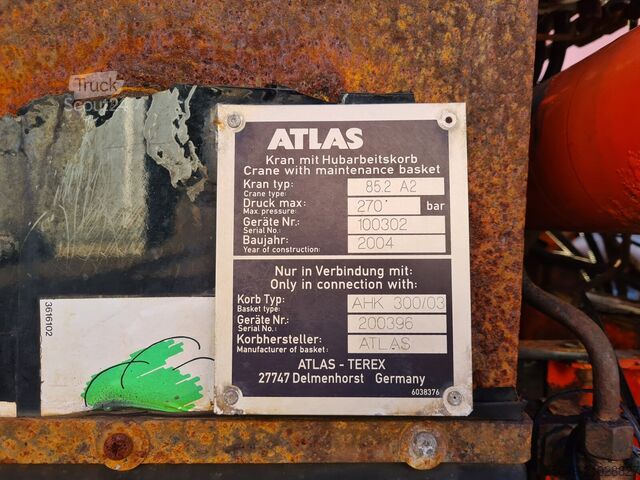 Truck
Scout24
ATLAS
Kran mit Hubarbeitskorb
Crane with maintenance basket
Kran typ: 85.2 A2
Crane type:
Druck max: 270 bar
Max. pressure:
Geräte Nr.: 100302
Serial No.:
Baujahr: 2004
Year of construction:
Nur in Verbindung mit:
Only in connection with:
Korb Typ: AHK 300/03
Basket type:
Geräte Nr.: 200396
Serial No.:
Korbhersteller: ATLAS
Manufacturer of basket:
ATLAS - TEREX
27747 Delmenhorst Germany
6038376
3616102